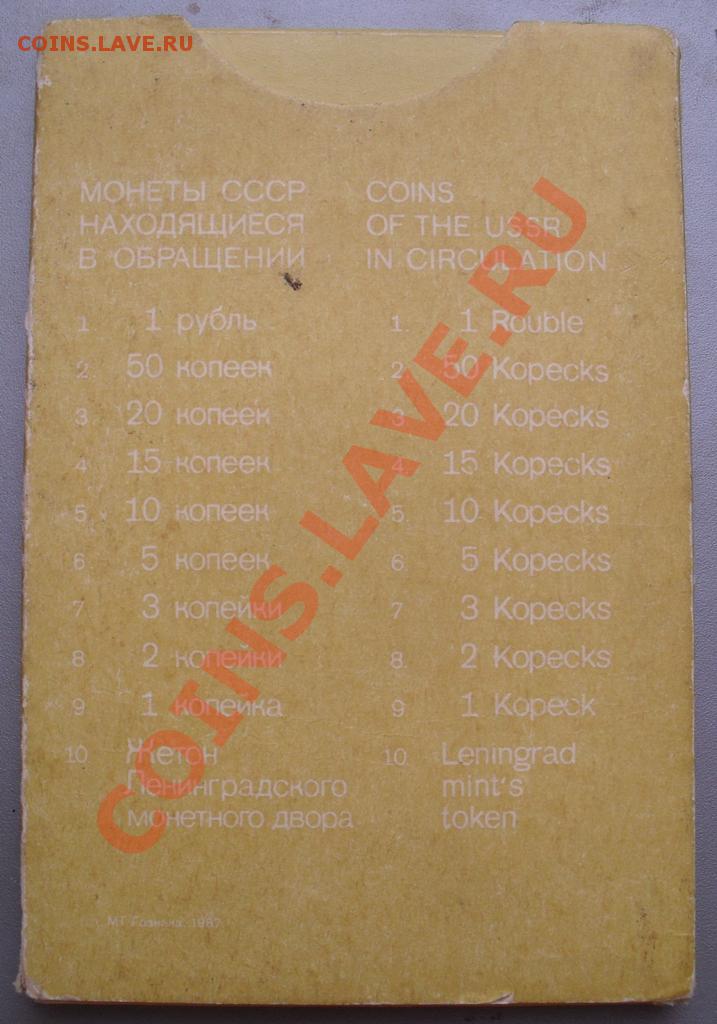 COINS.LAVE.RU
МОНЕТЫ СССР
НАХОДЯЩИЕСЯ
В ОБРАЩЕНИИ
1 1 рубль
2. 50 копеек
3 20 копеек
4 15 копеек
5 10 копеек
6 5 копеек
7 3 копейки
8 2 копейки
9 1 копейка
10 Жетон
Ленинградского
монетного двора
COINS
OF THE USSR
IN CIRCULATION
1. 1 Rouble
2 50 Kopecks
3. 20 Kopecks
4. 15 Kopecks
5. 10 Kopecks
6. 5 Kopecks
7 3 Kopecks
8. 2 Kopecks
9 1 Kopeck
10. Leningrad
mint's
token
МТ Гознака. 1987
COINS.LAVE.RU